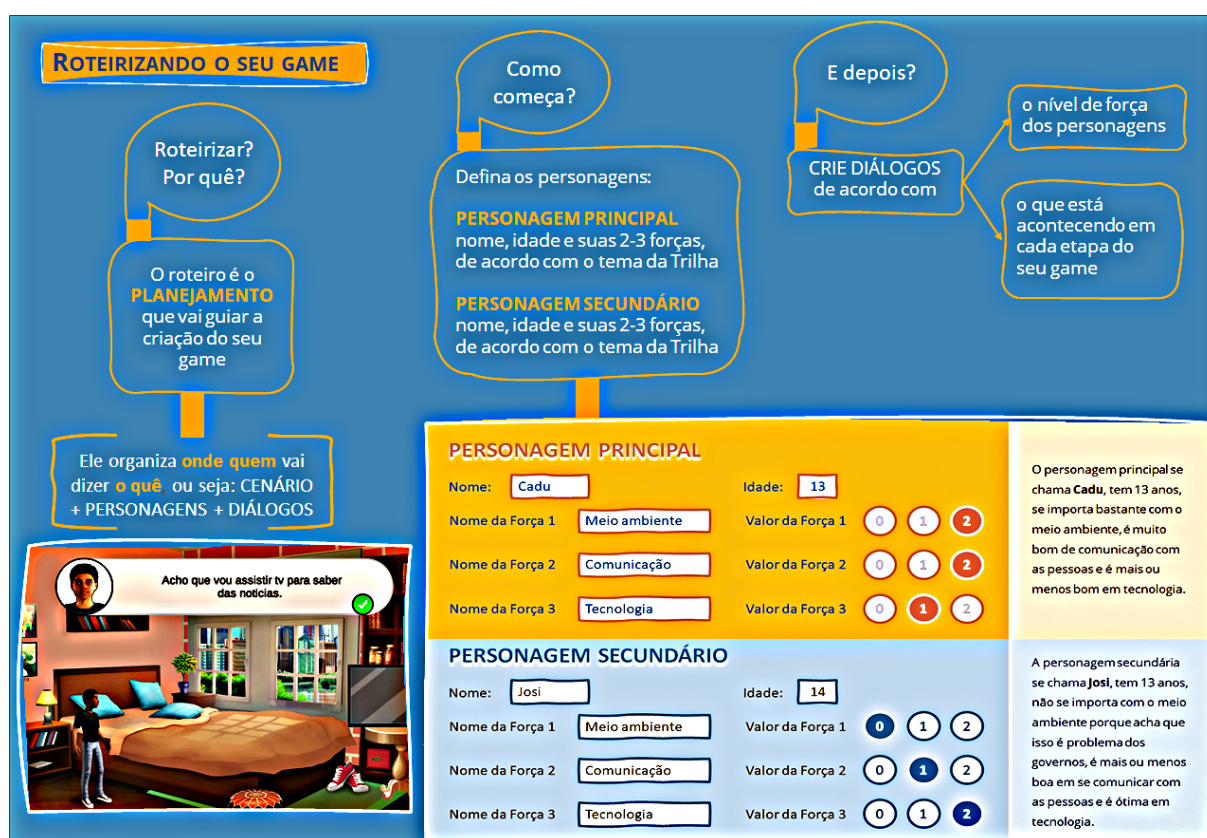 ROTEIRIZANDO O SEU GAME
Roteirizar?
Por quê?
O roteiro é o
PLANEJAMENTO
que vai guiar a
criação do seu
game
Ele organiza onde quem vai
dizer o quê, ou seja: CENÁRIO
+ PERSONAGENS + DIÁLOGOS
Acho que vou assistir tv para saber
das noticias.
Como
começa?
Defina os personagens:
PERSONAGEM PRINCIPAL
nome, idade e suas 2-3 forças,
de acordo com o tema da Trilha
PERSONAGEM SECUNDÁRIO
nome, idade e suas 2-3 forças,
de acordo com o tema da Trilha
E depois?
CRIE DIÁLOGOS
de acordo com
o nível de força
dos personagens
o que está
acontecendo em
cada etapa do
seu game
PERSONAGEM PRINCIPAL
Nome: Cadu Idade: 13
Nome da Força 1 Meio ambiente Valor da Força 1 0 1 2
Nome da Força 2 Comunicação Valor da Força 2 0 1 2
Nome da Força 3 Tecnologia Valor da Força 3 0 1 2
O personagem principal se
chama Cadu, tem 13 anos,
se importa bastante com o
meio ambiente, é muito
bom de comunicação com
as pessoas e é mais ou
menos bom em tecnologia.
PERSONAGEM SECUNDÁRIO
Nome: Josi Idade: 14
Nome da Força 1 Meio ambiente Valor da Força 1 0 1 2
Nome da Força 2 Comunicação Valor da Força 2 0 1 2
Nome da Força 3 Tecnologia Valor da Força 3 0 1 2
A personagem secundária
se chama Josi, tem 13 anos,
não se importa com o meio
ambiente porque acha que
isso é problema dos
governos, é mais ou menos
boa em se comunicar com
as pessoas e é ótima em
tecnologia.